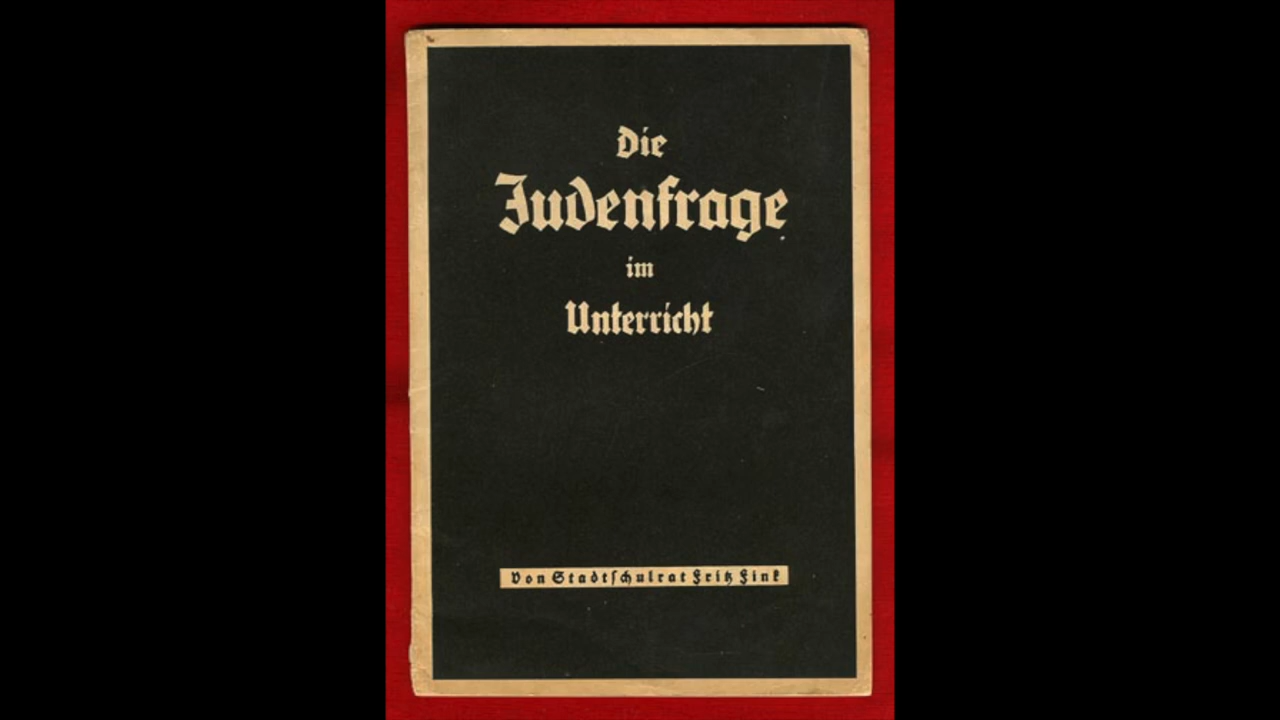 Die
Judenfrage
im
Unterricht
Von Stadtschulrat Fritz Fink